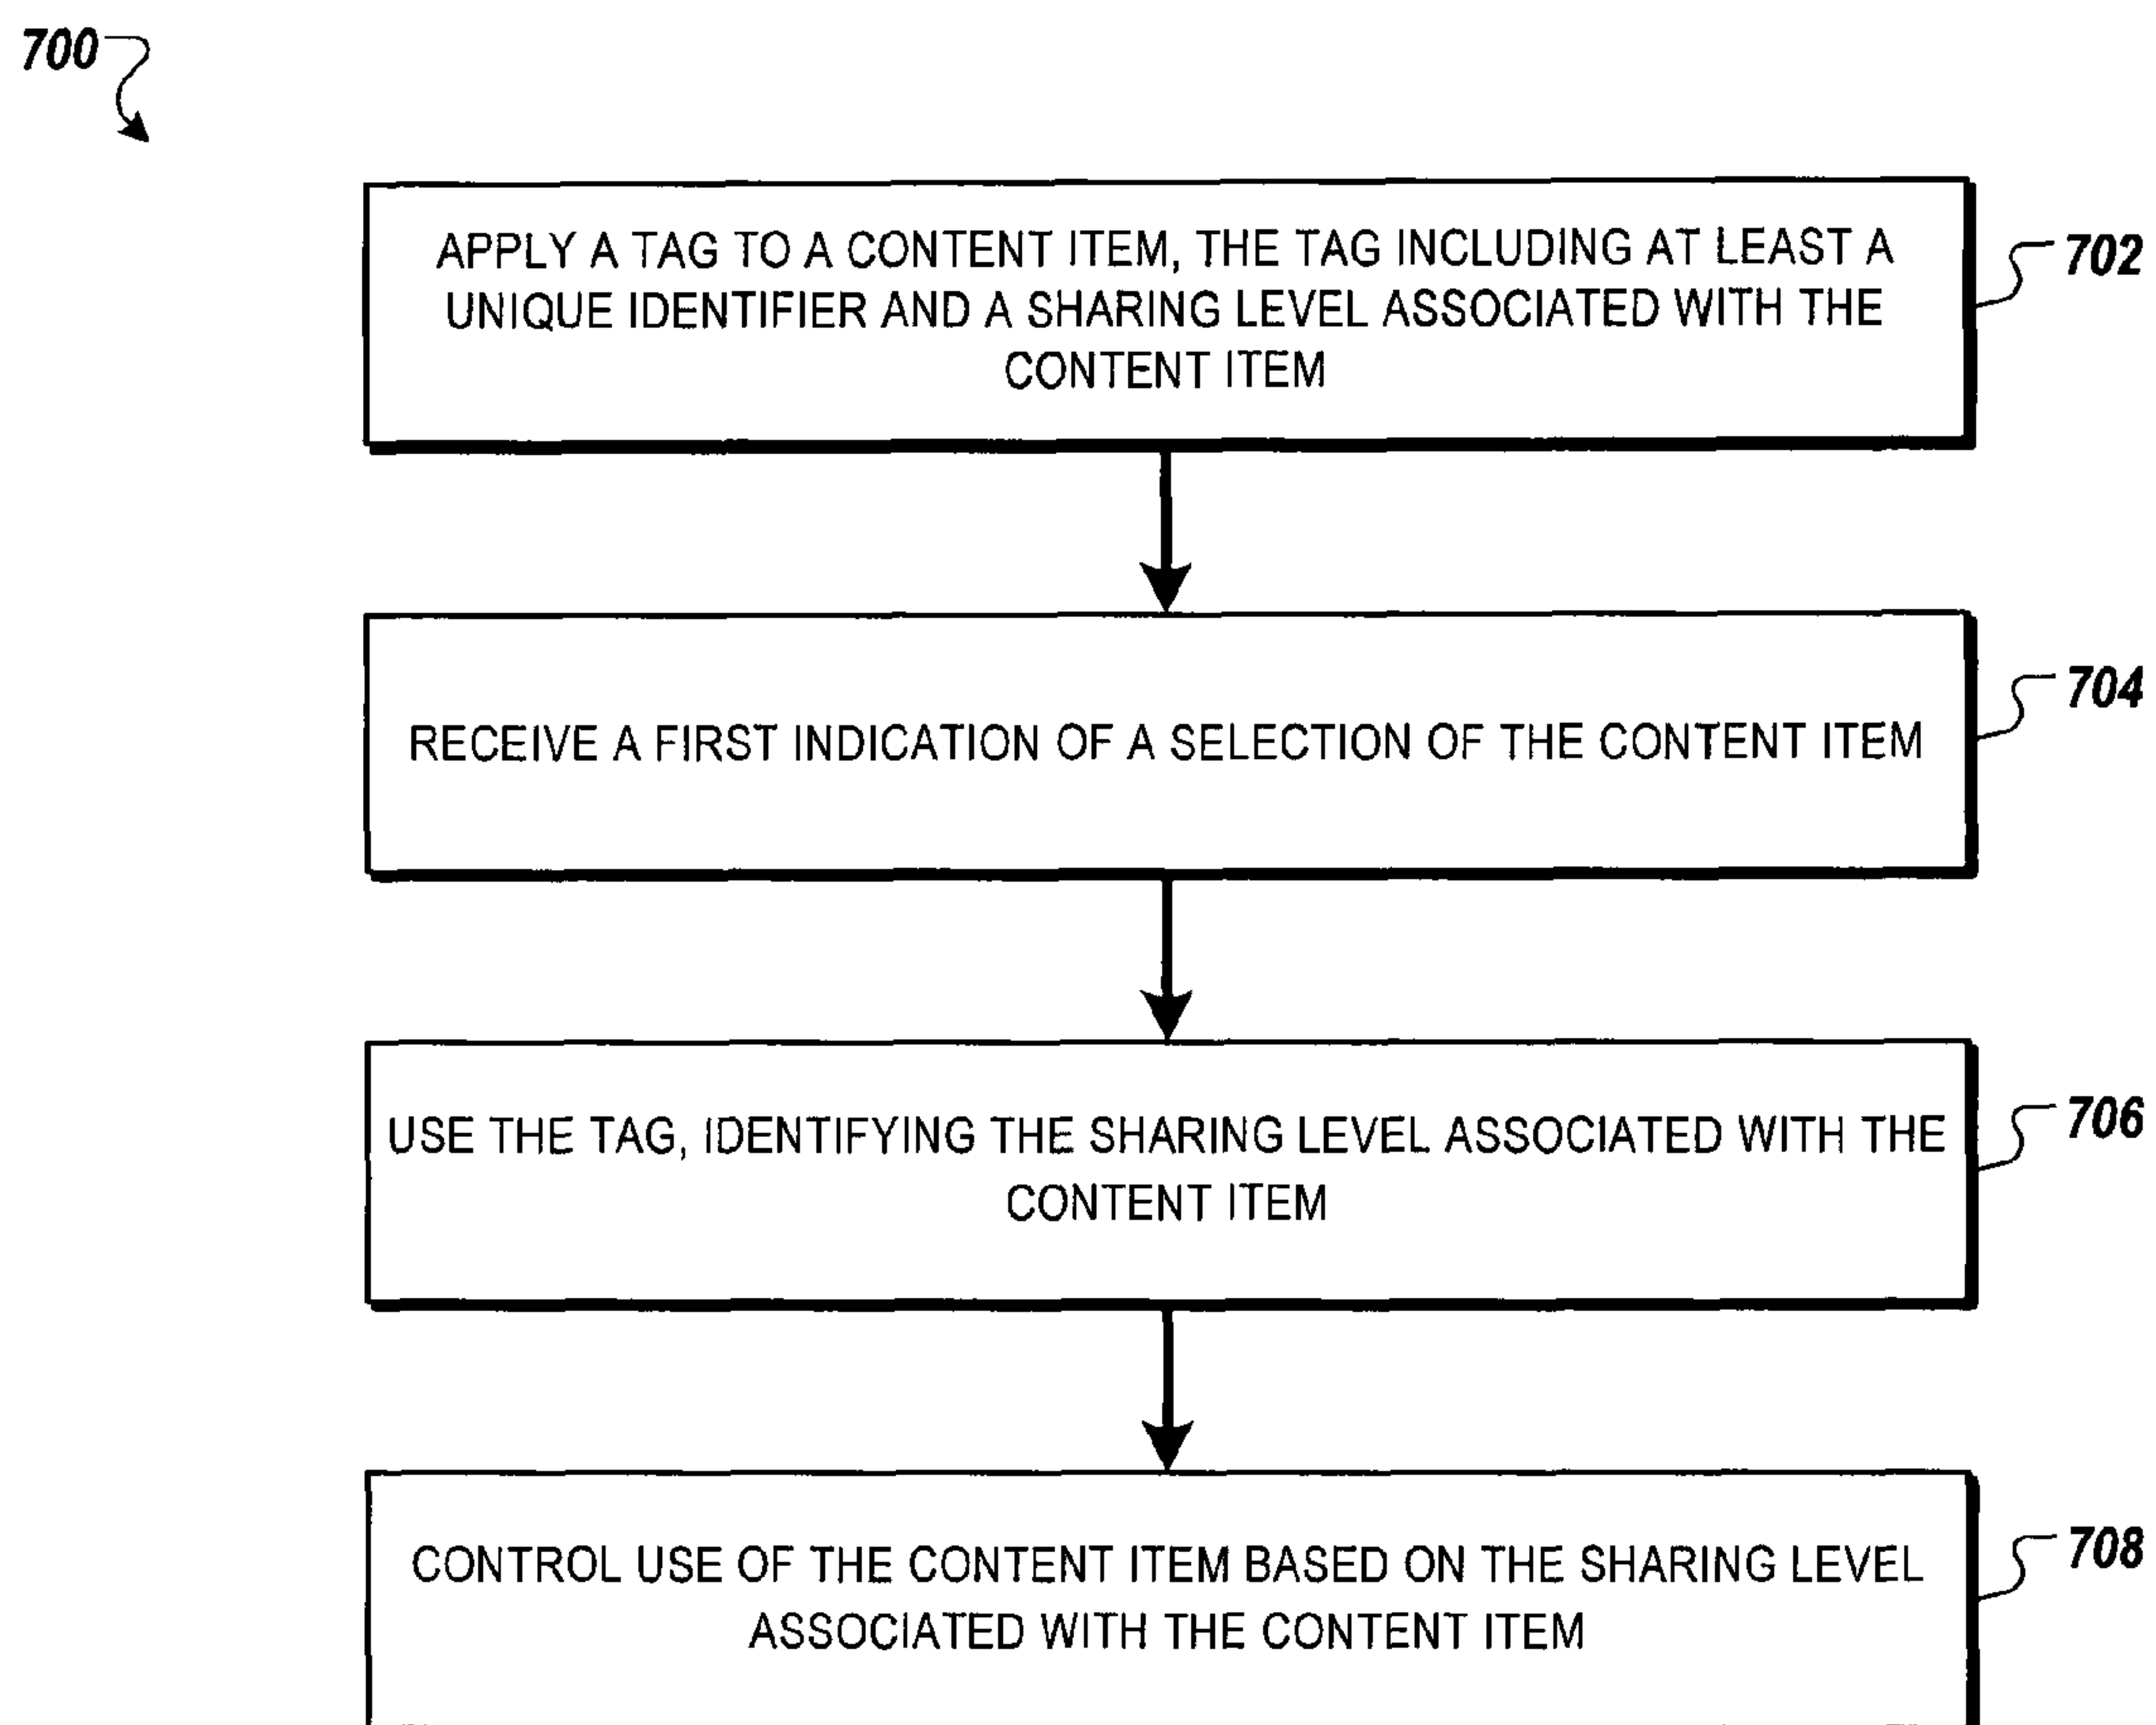 700
APPLY A TAG TO A CONTENT ITEM, THE TAG INCLUDING AT LEAST A
UNIQUE IDENTIFIER AND A SHARING LEVEL ASSOCIATED WITH THE
CONTENT ITEM
702
RECEIVE A FIRST INDICATION OF A SELECTION OF THE CONTENT ITEM
704
USE THE TAG, IDENTIFYING THE SHARING LEVEL ASSOCIATED WITH THE
CONTENT ITEM
706
CONTROL USE OF THE CONTENT ITEM BASED ON THE SHARING LEVEL
ASSOCIATED WITH THE CONTENT ITEM
708